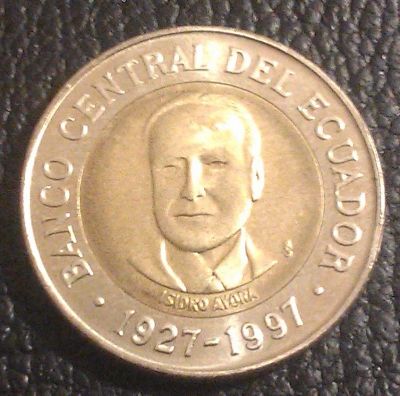 BANCO CENTRAL DEL ECUADOR
ISIDRO AYORA
· 1927-1997 ·